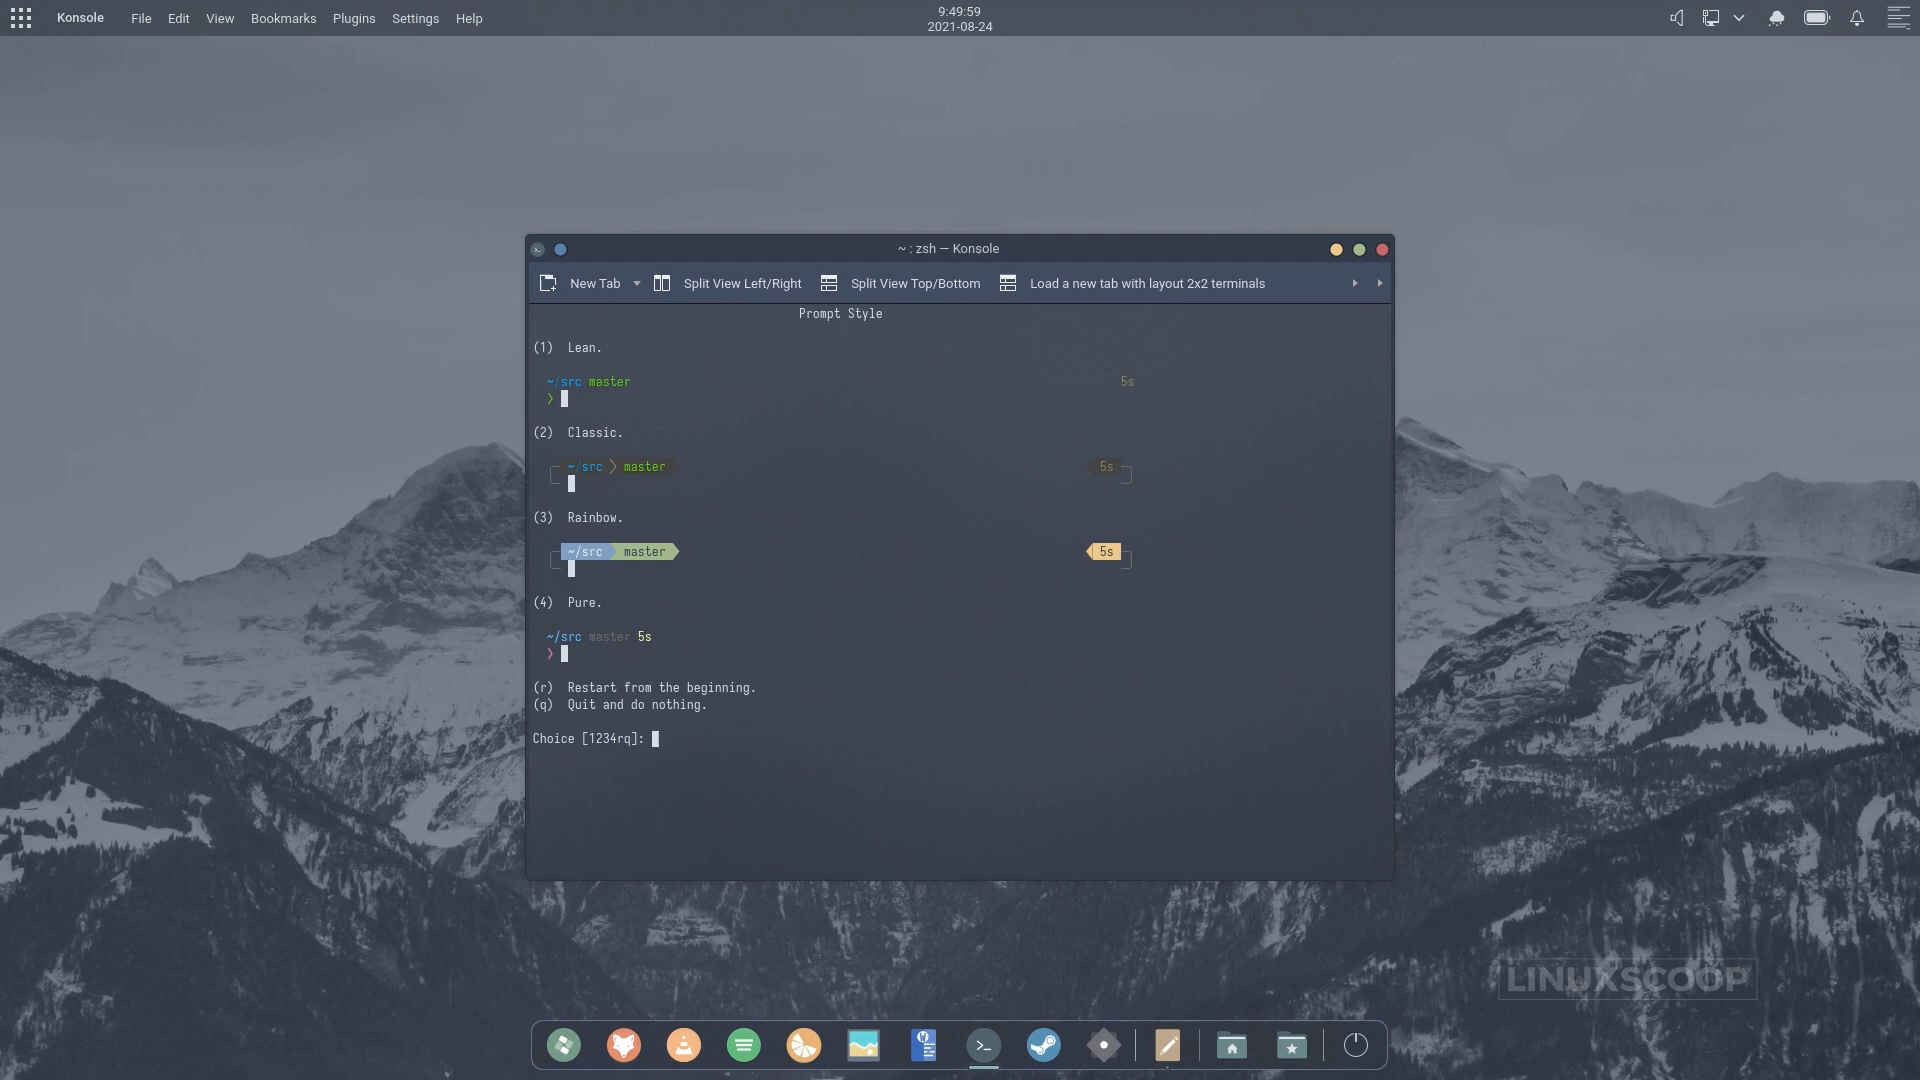 Konsole File Edit View Bookmarks Plugins Settings Help
9:49:59
2021-08-24
~ : zsh — Konsole
New Tab Split View Left/Right Split View Top/Bottom Load a new tab with layout 2x2 terminals
Prompt Style
(1) Lean.
~/src master 5s
❯
(2) Classic.
~/src master 5s
(3) Rainbow.
~/src master 5s
(4) Pure.
~/src master 5s
❯
(r) Restart from the beginning.
(q) Quit and do nothing.
Choice [1234rq]:
LINUXSCOOP